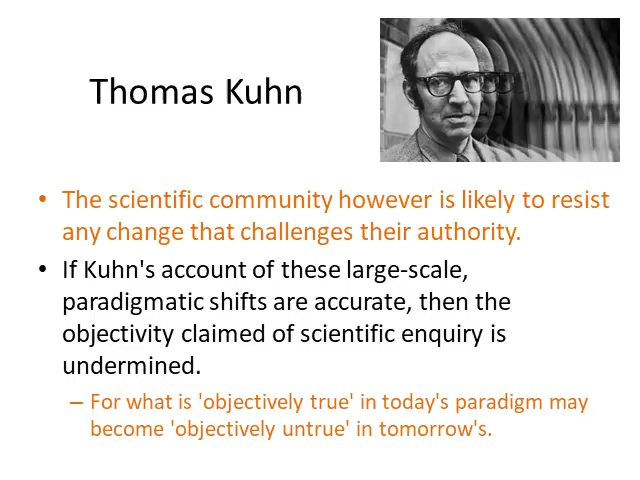 Thomas Kuhn
• The scientific community however is likely to resist
any change that challenges their authority.
• If Kuhn's account of these large-scale,
paradigmatic shifts are accurate, then the
objectivity claimed of scientific enquiry is
undermined.
– For what is 'objectively true' in today's paradigm may
become 'objectively untrue' in tomorrow's.